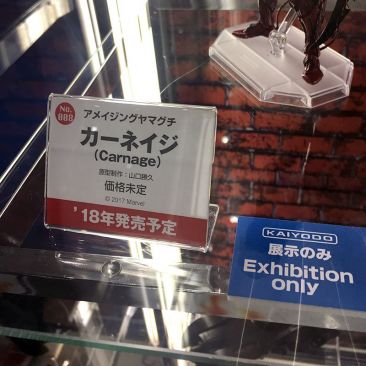 No.
008
アメイジングヤマグチ
カーネイジ
(Carnage)
原型制作：山口勝久
価格未定
© 2017 Marvel
'18年発売予定
KAIYODO
展示のみ
Exhibition
only